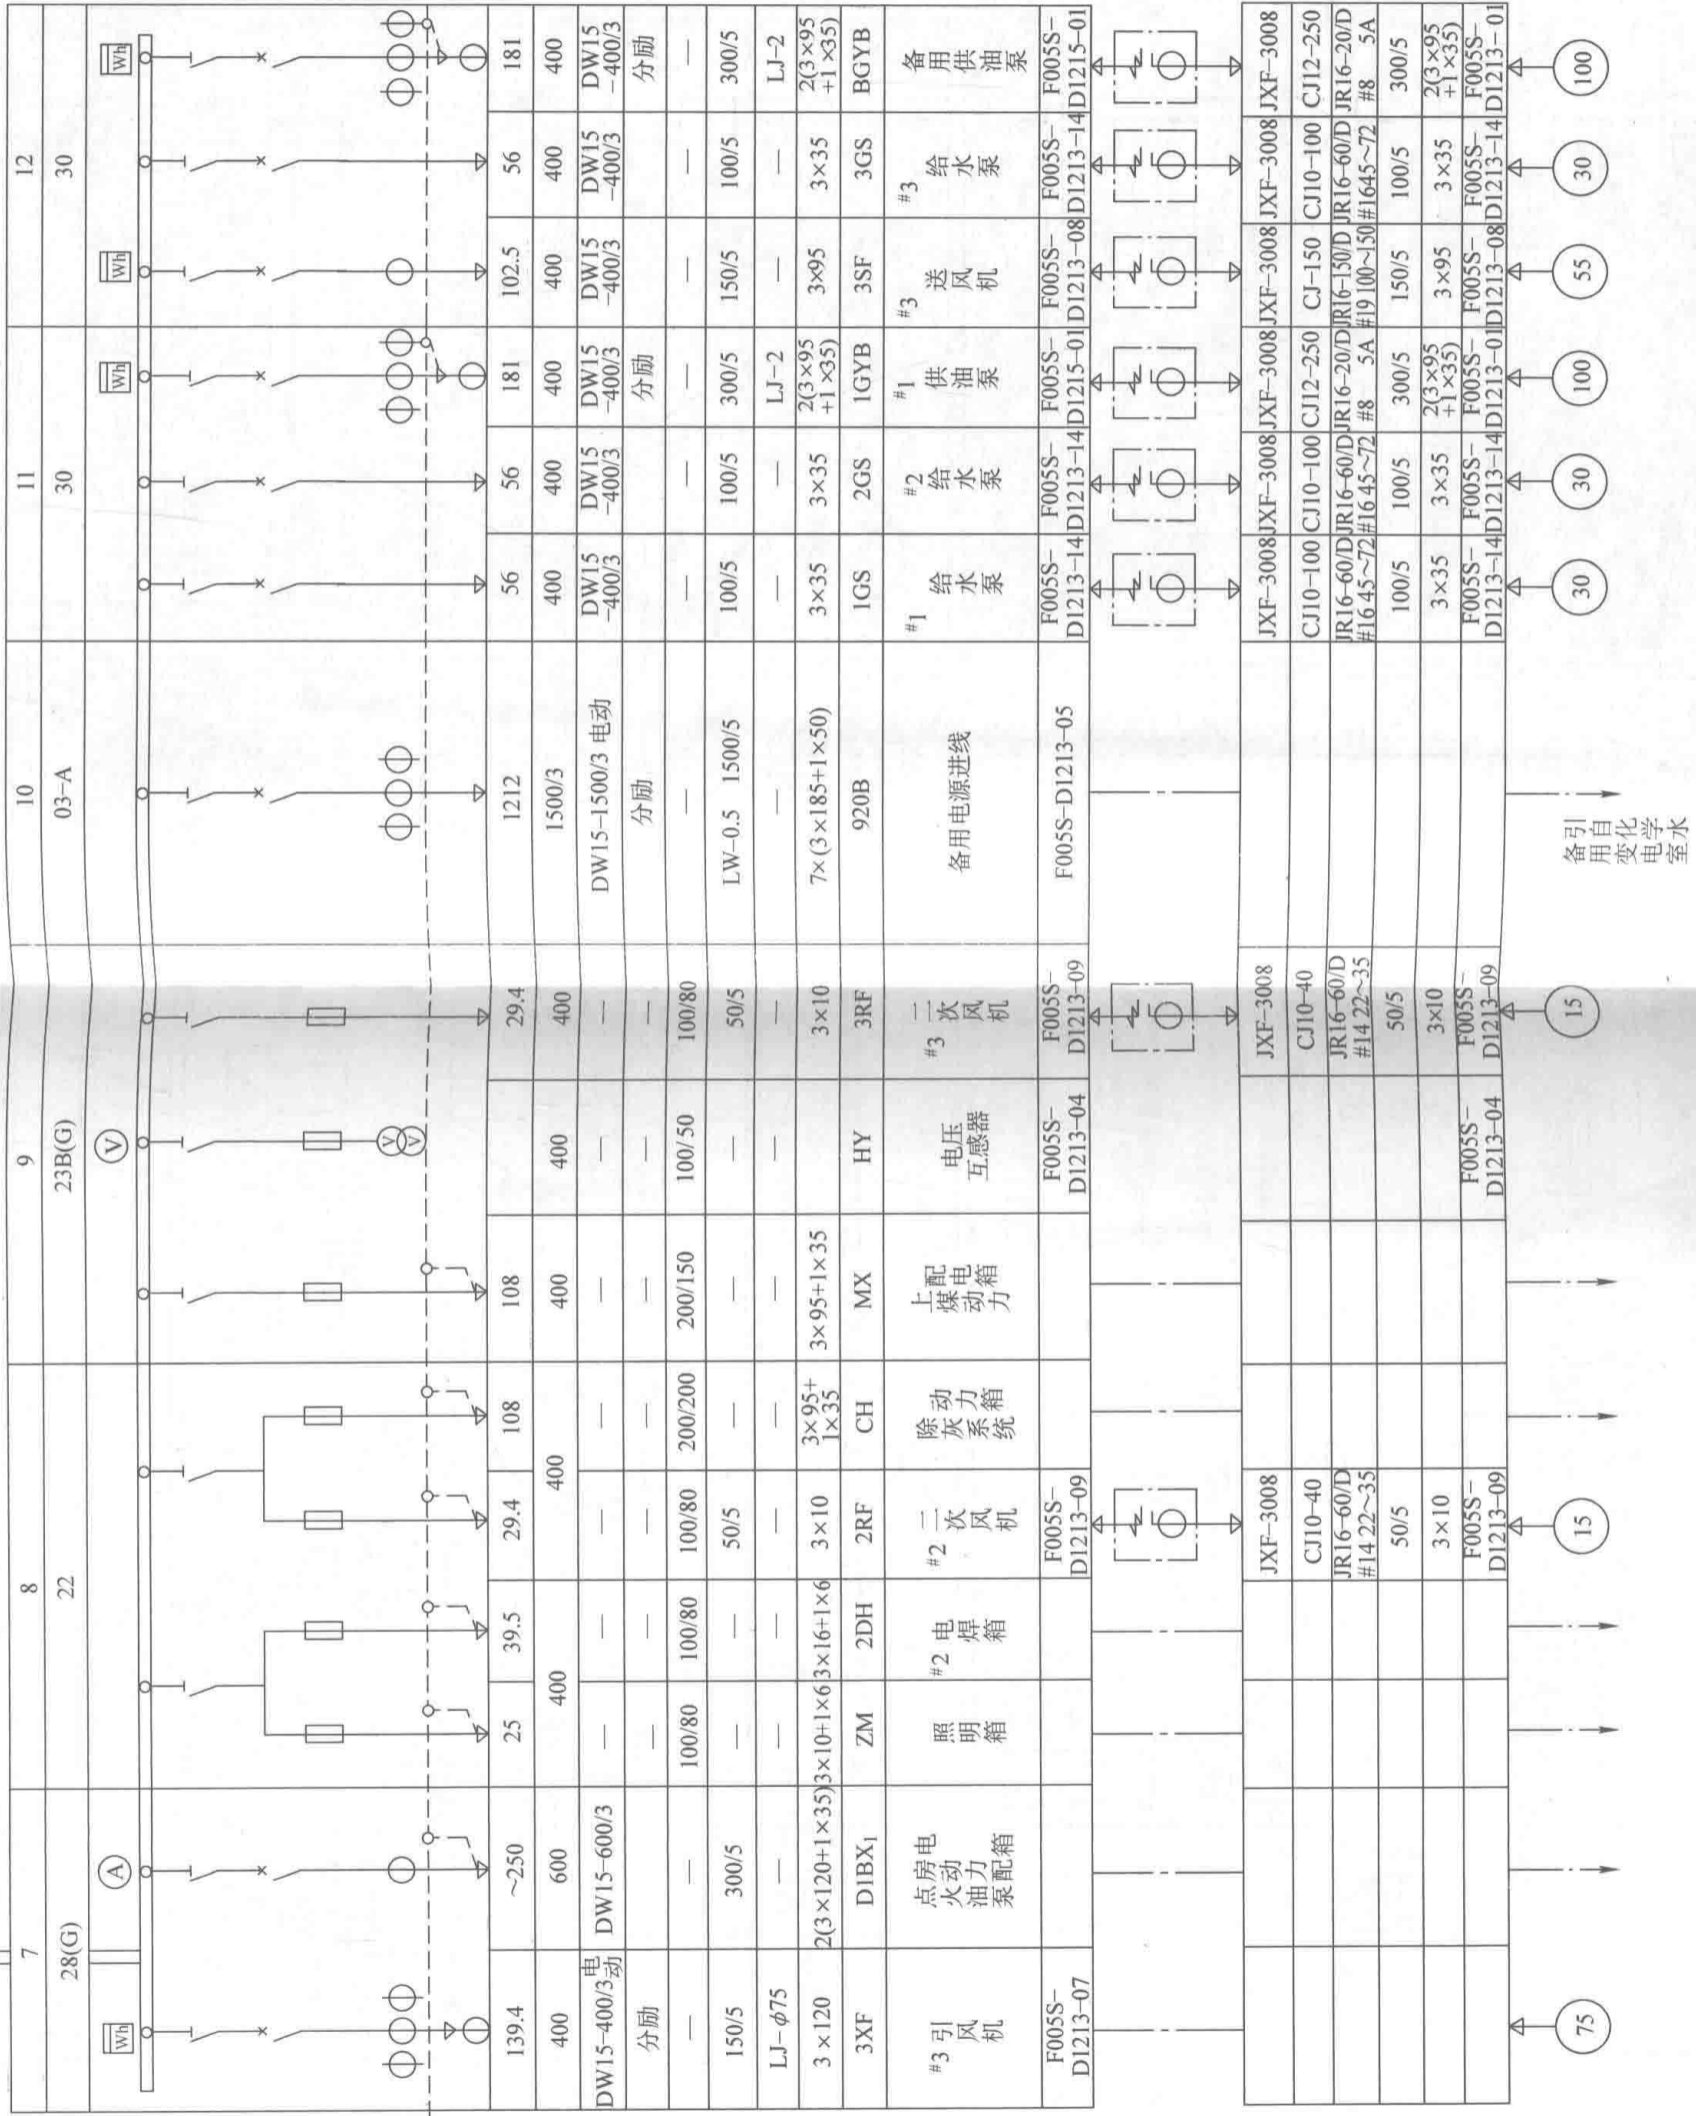 7 8 9 10 11 12
28(G) 22 23B(G) 03-A 30 30
Wh A V Wh Wh Wh
V V
139.4 ~250 25 39.5 29.4 108 108 29.4 1212 56 56 181 102.5 56 181
400 600 400 400 400 400 400 1500/3 400 400 400 400 400 400
DW15-400/3电动 DW15-600/3 — — — — — — DW15-1500/3 电动 DW15-400/3 DW15-400/3 DW15-400/3 DW15-400/3 DW15-400/3 DW15-400/3
分励 — — — — — — 分励 分励 分励
— — 100/80 100/80 100/80 200/200 200/150 100/50 100/80 — — — — — — —
150/5 300/5 — — 50/5 — — — 50/5 LW-0.5 1500/5 100/5 100/5 300/5 150/5 100/5 300/5
LJ-φ75 — — — — — — — — — LJ-2 — — LJ-2
3×120 2(3×120+1×35) 3×10+1×6 3×16+1×6 3×10 3×95+1×35 3×95+1×35 3×10 7×(3×185+1×50) 3×35 3×35 2(3×95+1×35) 3×95 3×35 2(3×95+1×35)
3XF D1BX1 ZM 2DH 2RF CH MX HY 3RF 920B 1GS 2GS 1GYB 3SF 3GS BGYB
#3引风机
点火油泵房动力配电箱
照明箱
#2电焊箱
#2二次风机
除灰系统动力箱
上煤动力配电箱
电压互感器
#3二次风机
备用电源进线
#1给水泵
#2给水泵
#1供油泵
#3送风机
#3给水泵
备用供油泵
F005S-D1213-07 F005S-D1213-09 F005S-D1213-04 F005S-D1213-09 F005S-D1213-05 F005S-D1213-14 F005S-D1213-14 F005S-D1215-01 F005S-D1213-08 F005S-D1213-14 F005S-D1215-01
JXF-3008 JXF-3008 JXF-3008 JXF-3008 JXF-3008 JXF-3008 JXF-3008 JXF-3008
CJ10-40 CJ10-40 CJ10-100 CJ10-100 CJ12-250 CJ-150 CJ10-100 CJ12-250
JR16-60/D JR16-60/D JR16-60/D JR16-60/D JR16-20/D JR16-150/D JR16-60/D JR16-20/D
#14 22~35 #14 22~35 #16 45~72 #16 45~72 #8 5A #19 100~150 #16 45~72 #8 5A
50/5 50/5 100/5 100/5 300/5 150/5 100/5 300/5
3×10 3×10 3×35 3×35 2(3×95+1×35) 3×95 3×35 2(3×95+1×35)
F005S-D1213-09 F005S-D1213-04 F005S-D1213-09 F005S-D1213-14 F005S-D1213-14 F005S-D1213-01 F005S-D1213-08 F005S-D1213-14 F005S-D1213-01
75 15 15 30 30 100 55 30 100
备用变电室
引自化学水